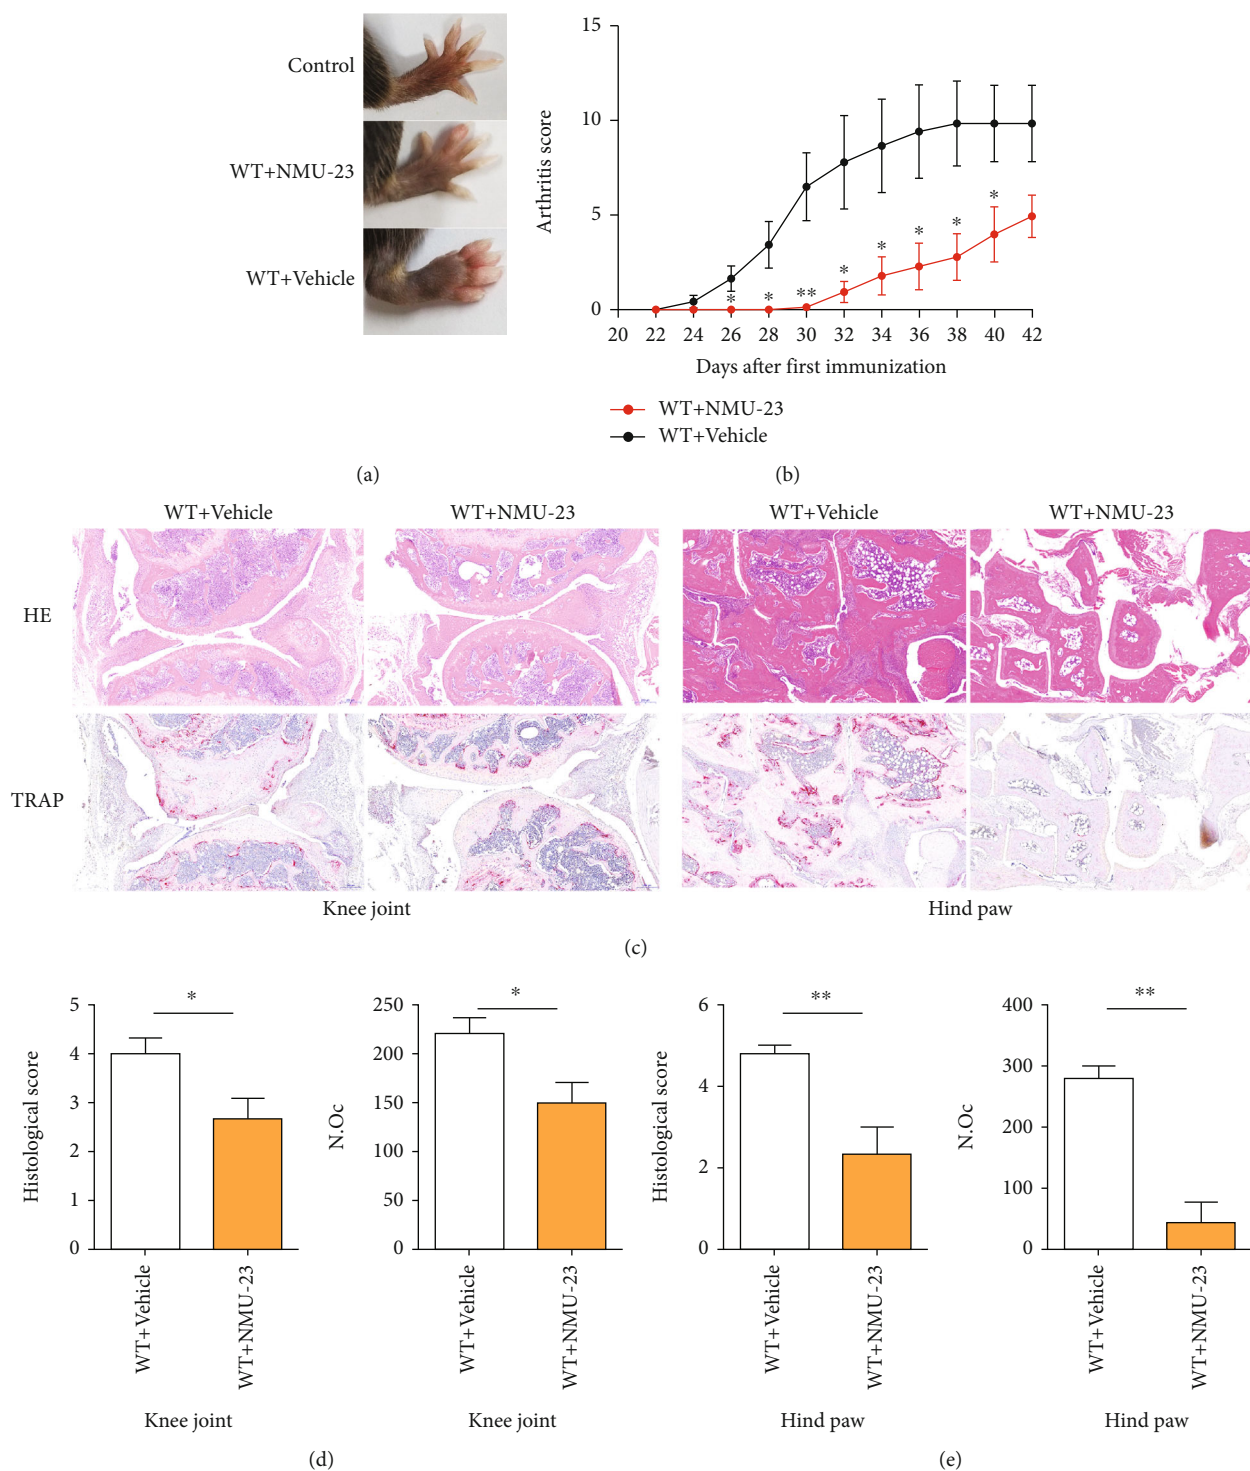 Control
WT+NMU-23
WT+Vehicle
(a)
15
10
5
0
Arthritis score
* * ** * * * * *
20 22 24 26 28 30 32 34 36 38 40 42
Days after first immunization
WT+NMU-23
WT+Vehicle
(b)
WT+Vehicle WT+NMU-23 WT+Vehicle WT+NMU-23
HE
TRAP
Knee joint Hind paw
(c)
*
5
4
3
2
1
0
Histological score
WT+Vehicle
WT+NMU-23
Knee joint
*
250
200
150
100
50
0
N.Oc
WT+Vehicle
WT+NMU-23
Knee joint
(d)
**
6
4
2
0
Histological score
WT+Vehicle
WT+NMU-23
Hind paw
**
400
300
200
100
0
N.Oc
WT+Vehicle
WT+NMU-23
Hind paw
(e)